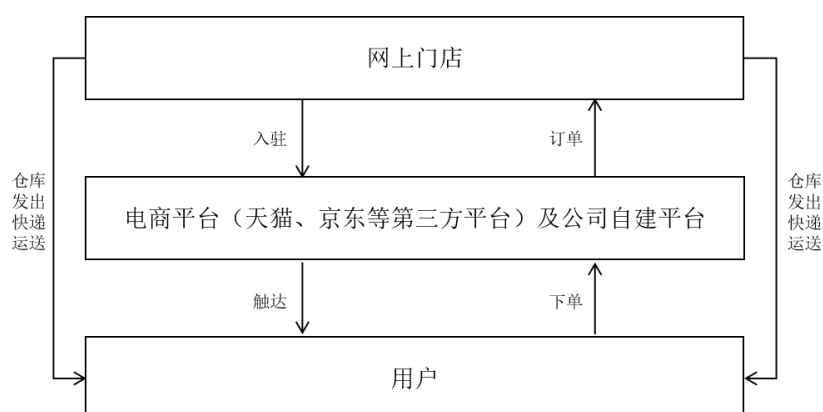 网上门店
入驻
订单
仓库
发出
快递
运送
仓库
发出
快递
运送
电商平台（天猫、京东等第三方平台）及公司自建平台
触达
下单
用户